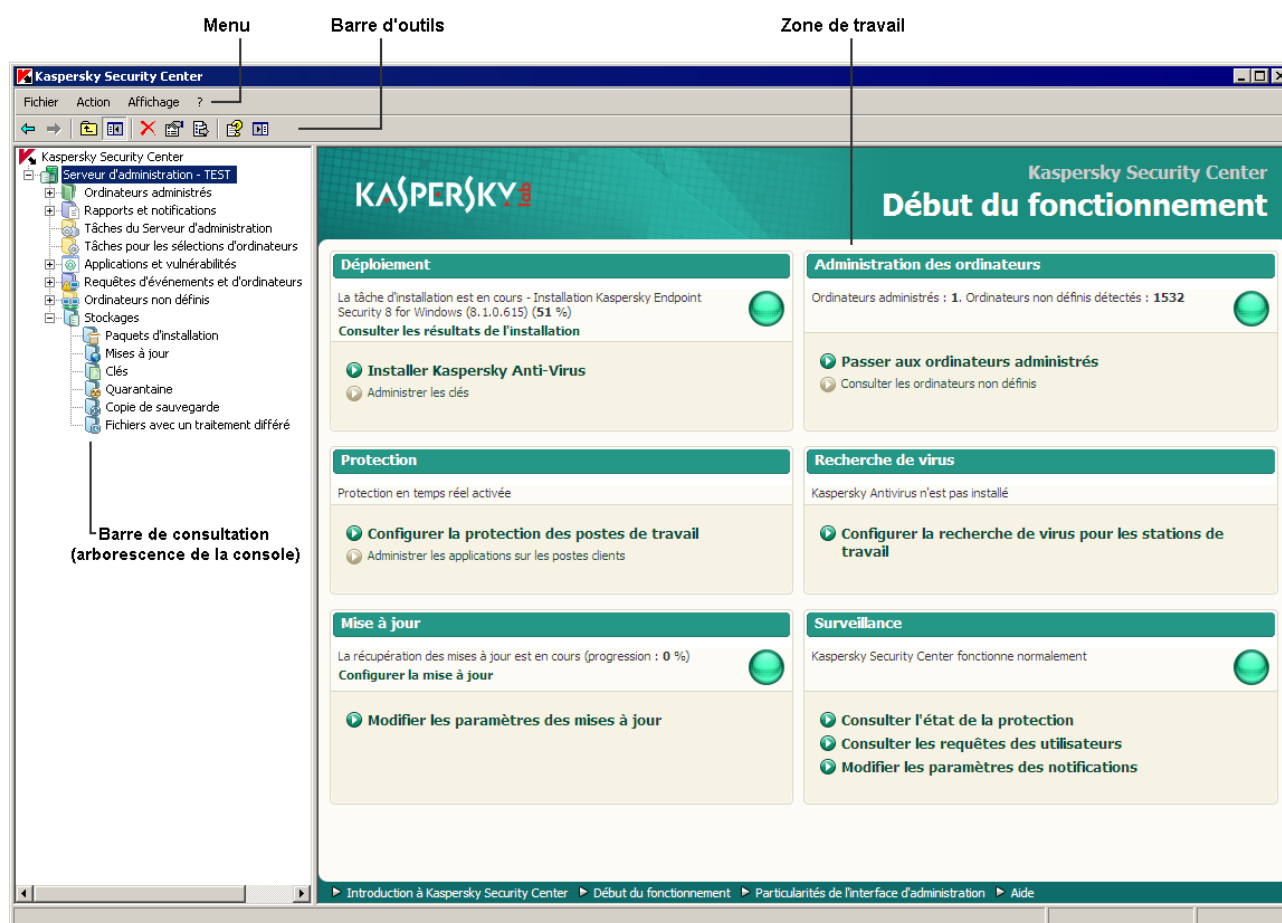 Menu
Barre d'outils
Zone de travail
Kaspersky Security Center
Fichier Action Affichage ?
Kaspersky Security Center
Serveur d'administration - TEST
Ordinateurs administrés
Rapports et notifications
Tâches du Serveur d'administration
Tâches pour les sélections d'ordinateurs
Applications et vulnérabilités
Requêtes d'événements et d'ordinateurs
Ordinateurs non définis
Stockages
Paquets d'installation
Mises à jour
Clés
Quarantaine
Copie de sauvegarde
Fichiers avec un traitement différé
Barre de consultation
(arborescence de la console)
KASPERSKY lab
Kaspersky Security Center
Début du fonctionnement
Déploiement
La tâche d'installation est en cours - Installation Kaspersky Endpoint
Security 8 for Windows (8.1.0.615) (51 %)
Consulter les résultats de l'installation
Installer Kaspersky Anti-Virus
Administrer les clés
Administration des ordinateurs
Ordinateurs administrés : 1. Ordinateurs non définis détectés : 1532
Passer aux ordinateurs administrés
Consulter les ordinateurs non définis
Protection
Protection en temps réel activée
Configurer la protection des postes de travail
Administrer les applications sur les postes clients
Recherche de virus
Kaspersky Antivirus n'est pas installé
Configurer la recherche de virus pour les stations de
travail
Mise à jour
La récupération des mises à jour est en cours (progression : 0 %)
Configurer la mise à jour
Modifier les paramètres des mises à jour
Surveillance
Kaspersky Security Center fonctionne normalement
Consulter l'état de la protection
Consulter les requêtes des utilisateurs
Modifier les paramètres des notifications
Introduction à Kaspersky Security Center Début du fonctionnement Particularités de l'interface d'administration Aide